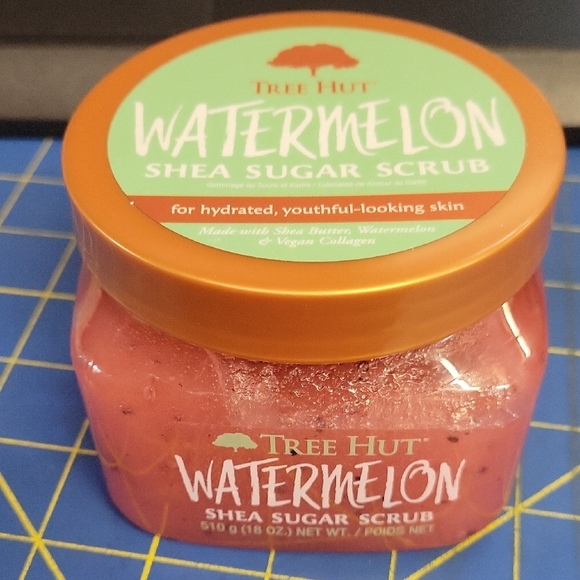 TREE HUT
WATERMELON
SHEA SUGAR SCRUB
for hydrated, youthful-looking skin
Made with Shea Butter, Watermelon
& Vegan Collagen
TREE HUT
WATERMELON
SHEA SUGAR SCRUB
510 g (18 OZ.) NET WT. / POIDS NET